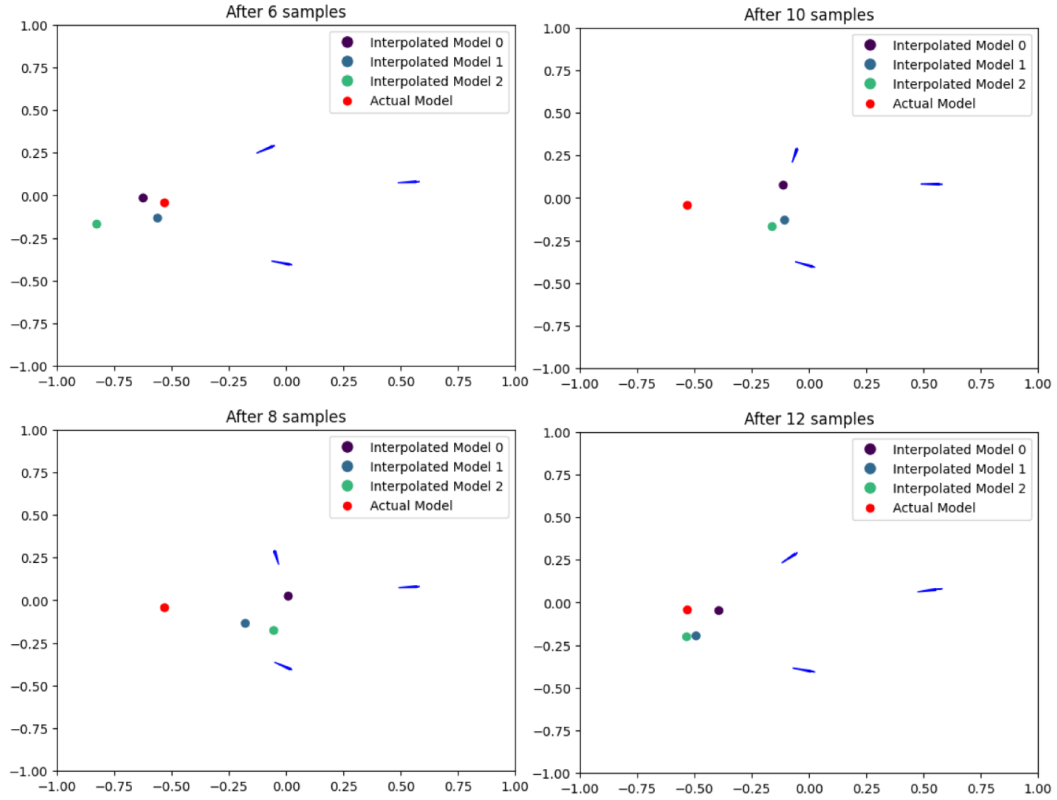 After 6 samples
1.00
0.75
0.50
0.25
0.00
−0.25
−0.50
−0.75
−1.00
−1.00 −0.75 −0.50 −0.25 0.00 0.25 0.50 0.75 1.00
Interpolated Model 0
Interpolated Model 1
Interpolated Model 2
Actual Model
After 10 samples
1.00
0.75
0.50
0.25
0.00
−0.25
−0.50
−0.75
−1.00
−1.00 −0.75 −0.50 −0.25 0.00 0.25 0.50 0.75 1.00
Interpolated Model 0
Interpolated Model 1
Interpolated Model 2
Actual Model
After 8 samples
1.00
0.75
0.50
0.25
0.00
−0.25
−0.50
−0.75
−1.00
−1.00 −0.75 −0.50 −0.25 0.00 0.25 0.50 0.75 1.00
Interpolated Model 0
Interpolated Model 1
Interpolated Model 2
Actual Model
After 12 samples
1.00
0.75
0.50
0.25
0.00
−0.25
−0.50
−0.75
−1.00
−1.00 −0.75 −0.50 −0.25 0.00 0.25 0.50 0.75 1.00
Interpolated Model 0
Interpolated Model 1
Interpolated Model 2
Actual Model